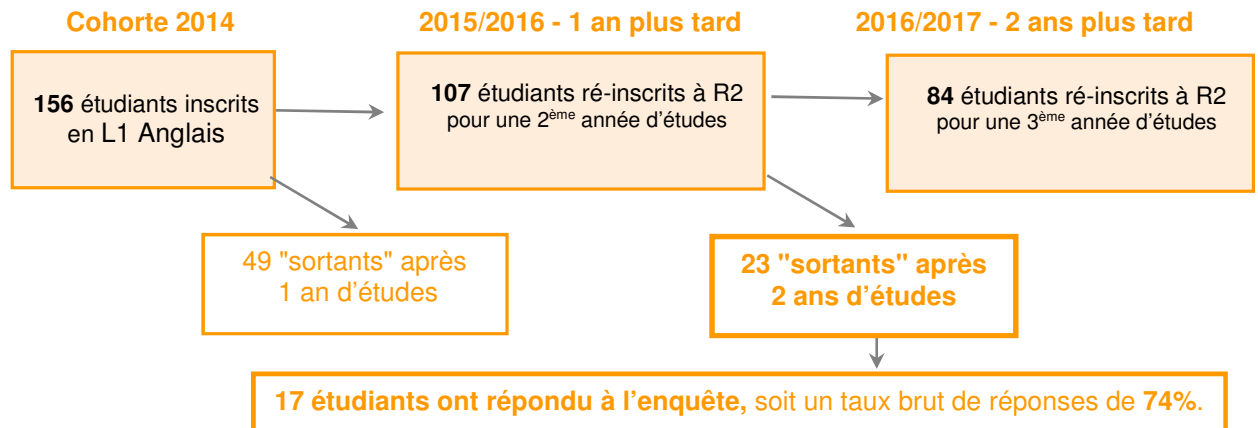 Cohorte 2014
2015/2016 - 1 an plus tard
2016/2017 - 2 ans plus tard
156 étudiants inscrits
en L1 Anglais
107 étudiants ré-inscrits à R2
pour une 2ème année d'études
84 étudiants ré-inscrits à R2
pour une 3ème année d'études
49 "sortants" après
1 an d'études
23 "sortants" après
2 ans d'études
17 étudiants ont répondu à l'enquête, soit un taux brut de réponses de 74%.